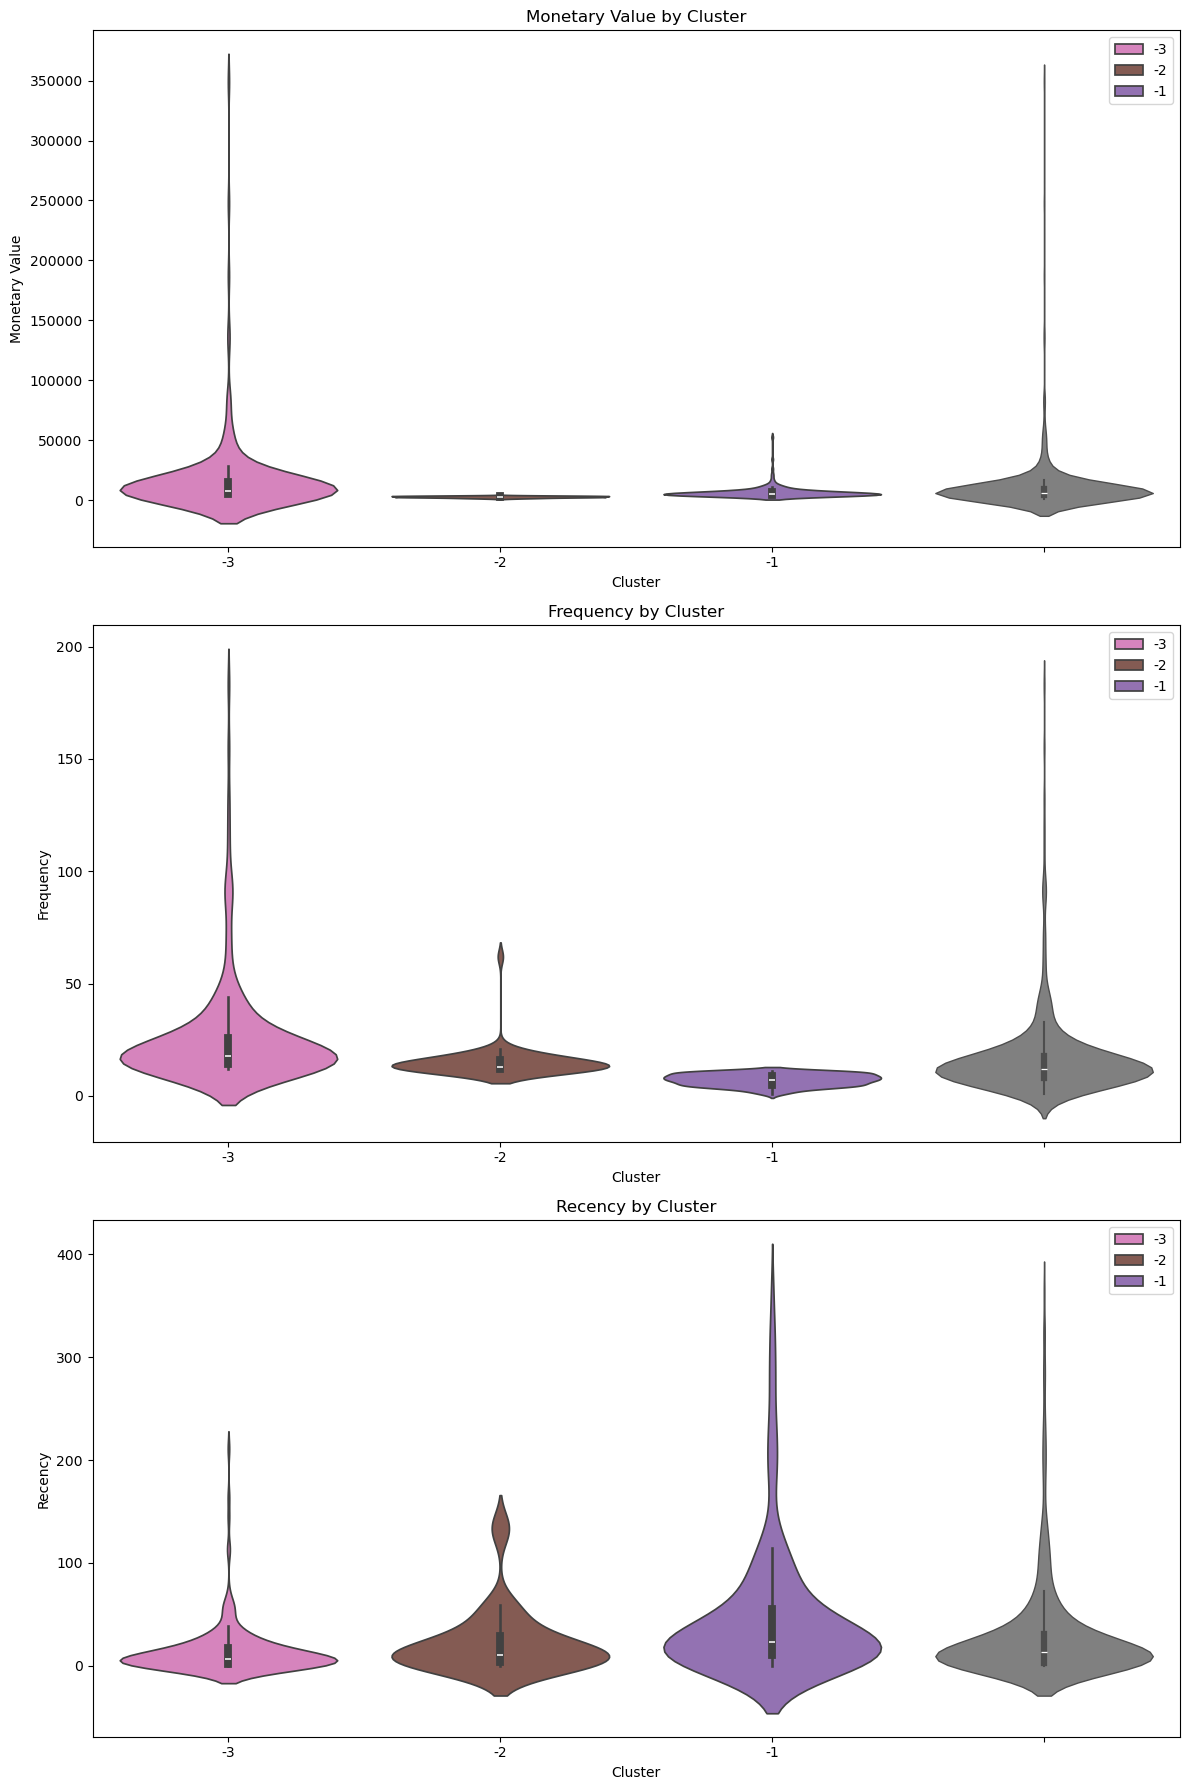 Monetary Value by Cluster
-3
-2
-1
350000
300000
250000
200000
150000
100000
50000
0
Monetary Value
-3 -2 -1
Cluster
Frequency by Cluster
-3
-2
-1
200
150
100
50
0
Frequency
-3 -2 -1
Cluster
Recency by Cluster
-3
-2
-1
400
300
200
100
0
Recency
-3 -2 -1
Cluster